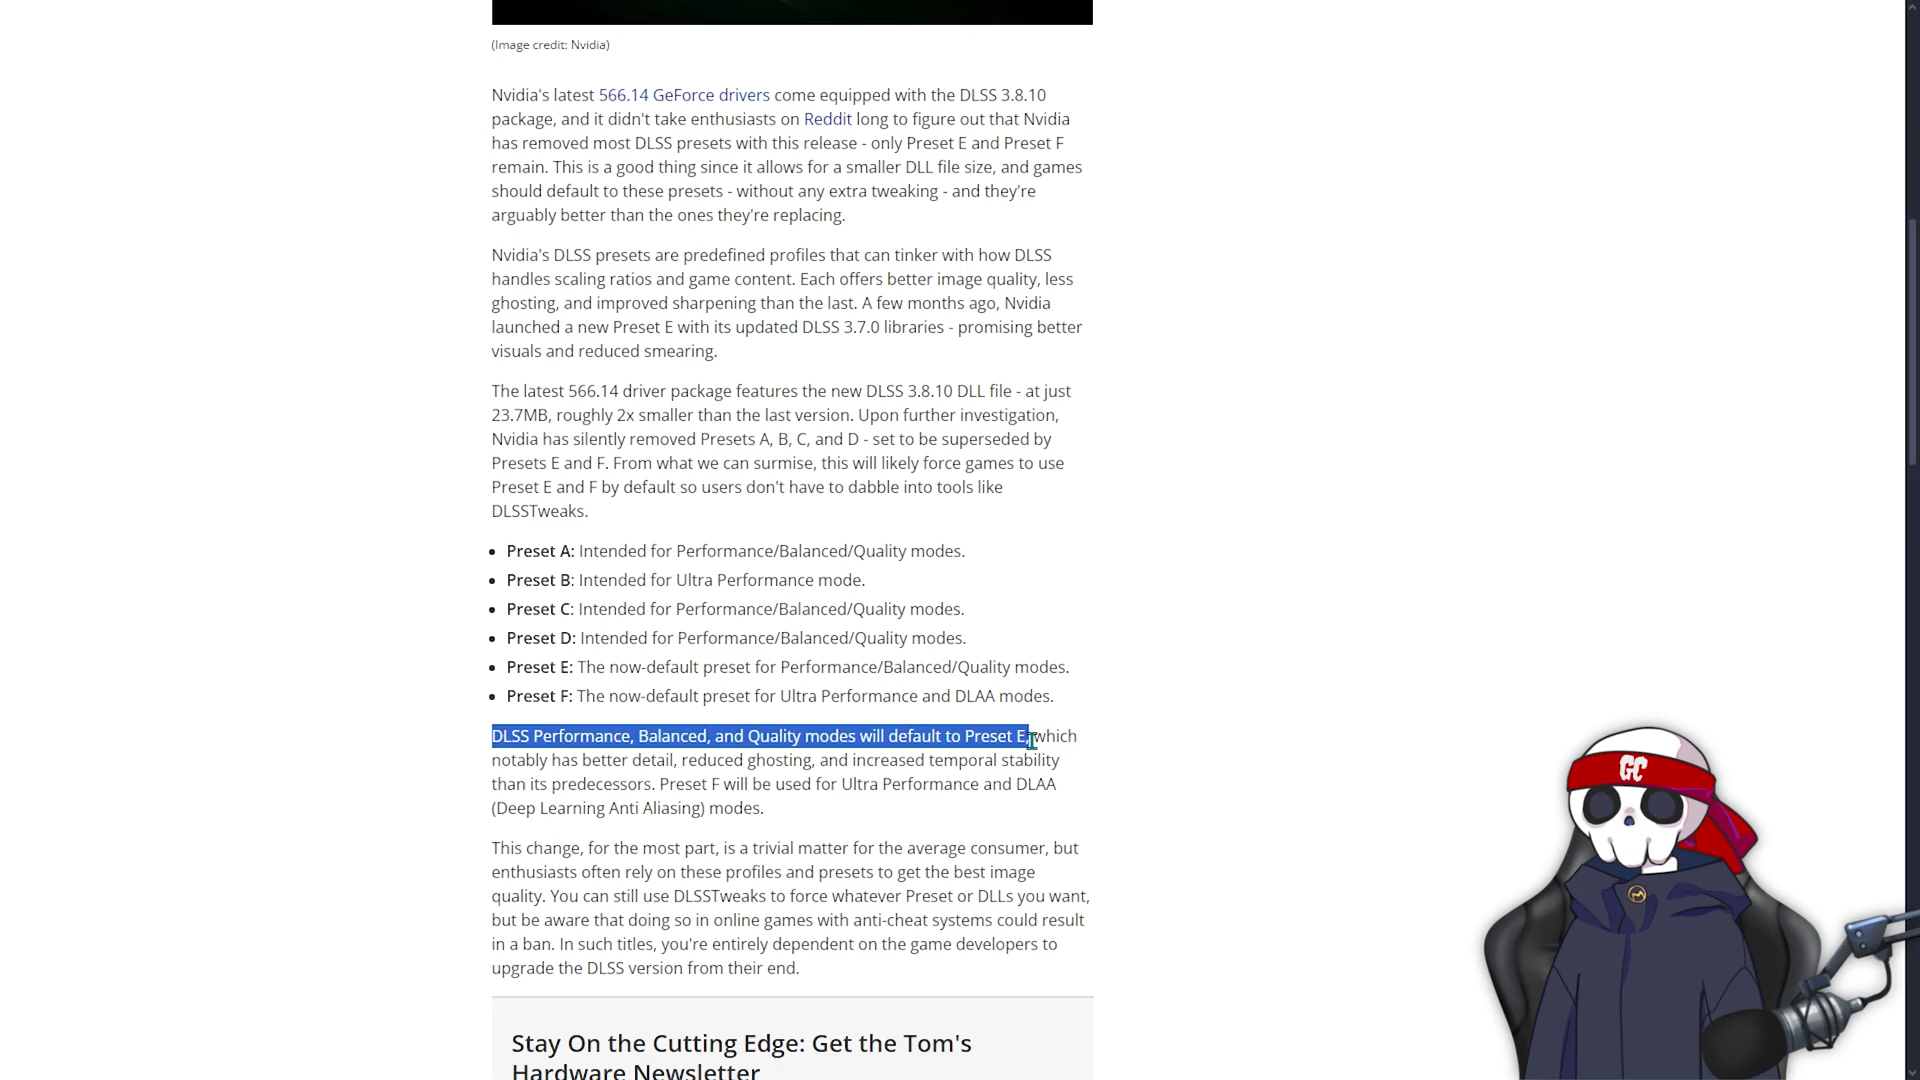 (Image credit: Nvidia)
Nvidia's latest 566.14 GeForce drivers come equipped with the DLSS 3.8.10
package, and it didn't take enthusiasts on Reddit long to figure out that Nvidia
has removed most DLSS presets with this release - only Preset E and Preset F
remain. This is a good thing since it allows for a smaller DLL file size, and games
should default to these presets - without any extra tweaking - and they're
arguably better than the ones they're replacing.
Nvidia's DLSS presets are predefined profiles that can tinker with how DLSS
handles scaling ratios and game content. Each offers better image quality, less
ghosting, and improved sharpening than the last. A few months ago, Nvidia
launched a new Preset E with its updated DLSS 3.7.0 libraries - promising better
visuals and reduced smearing.
The latest 566.14 driver package features the new DLSS 3.8.10 DLL file - at just
23.7MB, roughly 2x smaller than the last version. Upon further investigation,
Nvidia has silently removed Presets A, B, C, and D - set to be superseded by
Presets E and F. From what we can surmise, this will likely force games to use
Preset E and F by default so users don't have to dabble into tools like
DLSSTweaks.
Preset A: Intended for Performance/Balanced/Quality modes.
Preset B: Intended for Ultra Performance mode.
Preset C: Intended for Performance/Balanced/Quality modes.
Preset D: Intended for Performance/Balanced/Quality modes.
Preset E: The now-default preset for Performance/Balanced/Quality modes.
Preset F: The now-default preset for Ultra Performance and DLAA modes.
DLSS Performance, Balanced, and Quality modes will default to Preset E, which
notably has better detail, reduced ghosting, and increased temporal stability
than its predecessors. Preset F will be used for Ultra Performance and DLAA
(Deep Learning Anti Aliasing) modes.
This change, for the most part, is a trivial matter for the average consumer, but
enthusiasts often rely on these profiles and presets to get the best image
quality. You can still use DLSSTweaks to force whatever Preset or DLLs you want,
but be aware that doing so in online games with anti-cheat systems could result
in a ban. In such titles, you're entirely dependent on the game developers to
upgrade the DLSS version from their end.
Stay On the Cutting Edge: Get the Tom's
Hardware Newsletter
GC